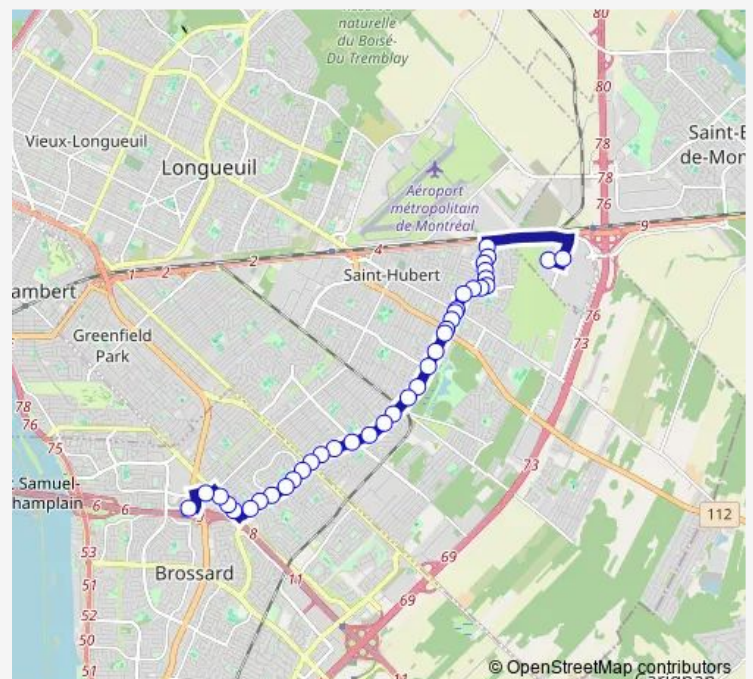 naturelle
du Boisé-
Du Tremblay
80
80
78
78
76
Saint-B
de-Mon
Vieux-Longueuil
Longueuil
Aéroport
métropolitain
de Montréal
9
4
2
2
1
Saint-Hubert
ambert
Greenfield
Park
76
73
78
76
75
73
Samuel-
hamplain
6
6
5
8
112
53
51
52
50
51
Brossard
11
69
69
11
© OpenStreetMap contributors